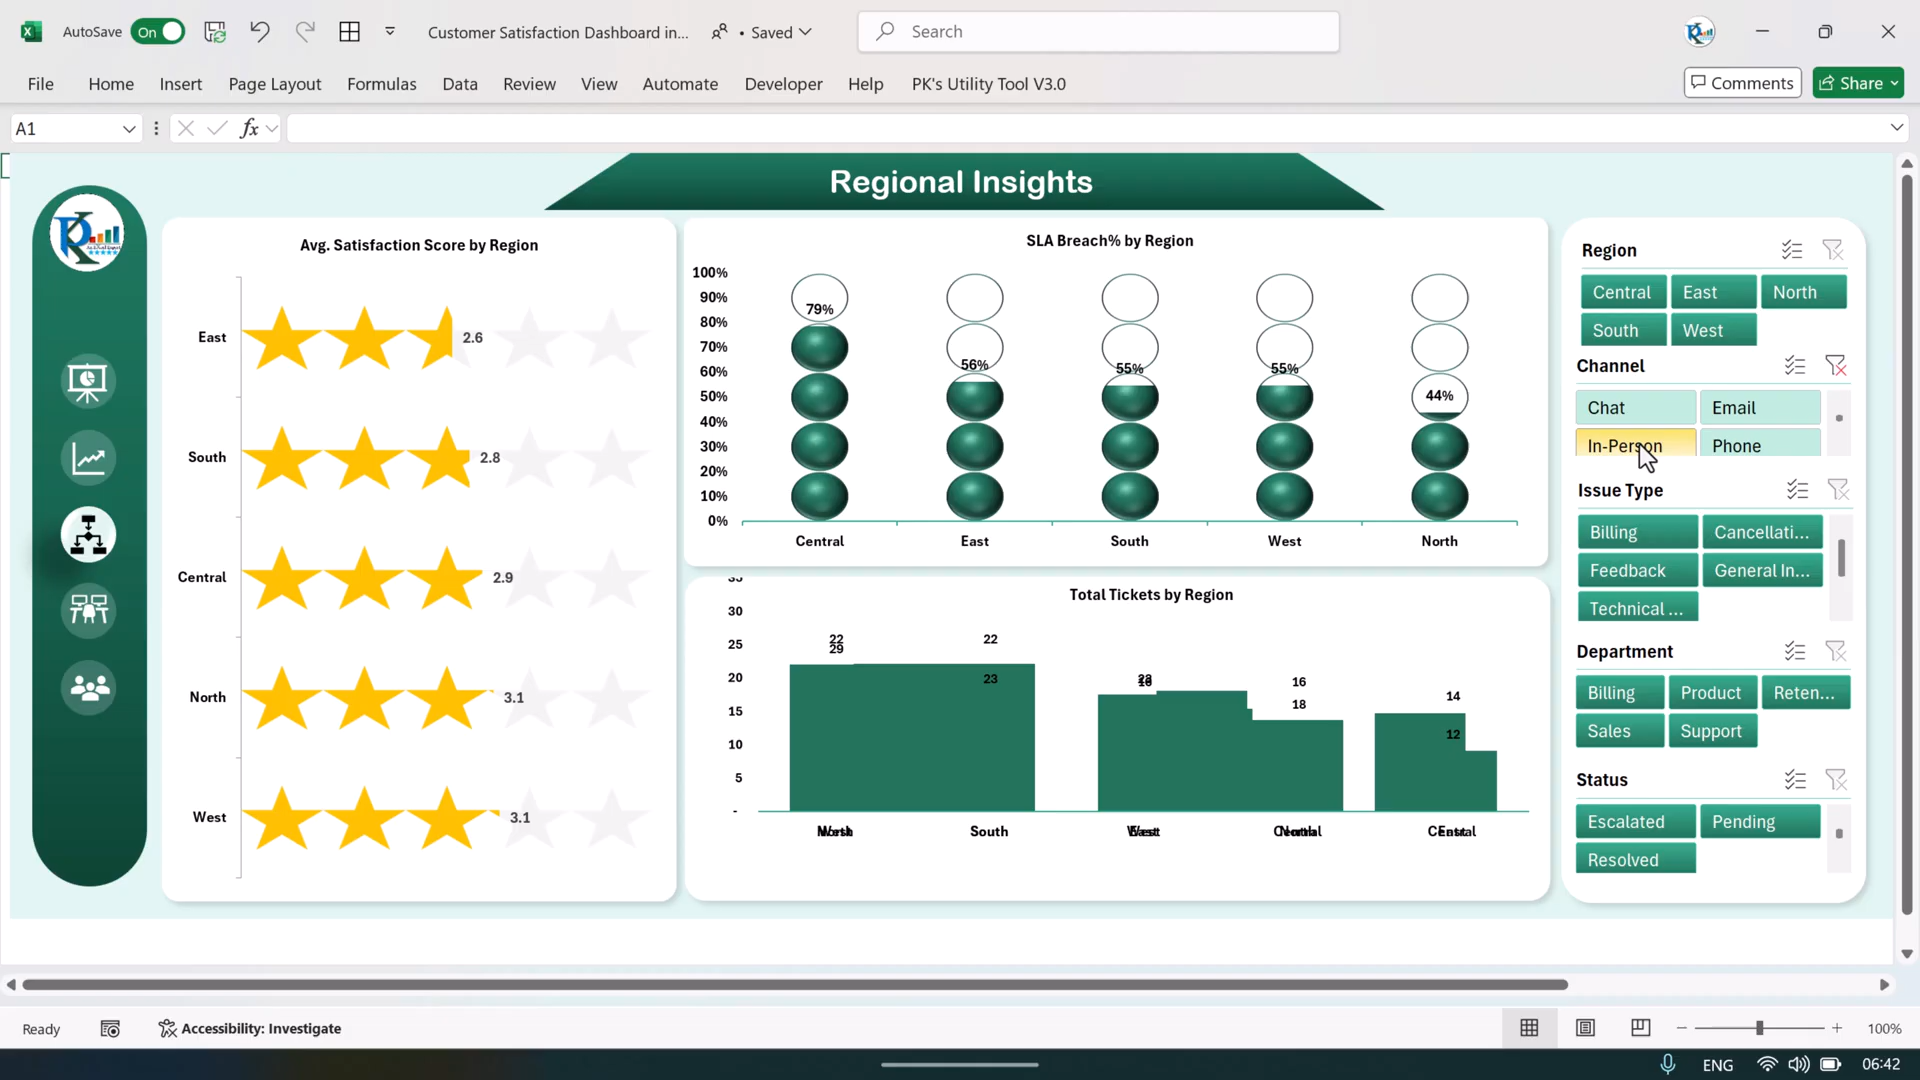 AutoSave On Customer Satisfaction Dashboard in... • Saved Search
File Home Insert Page Layout Formulas Data Review View Automate Developer Help PK's Utility Tool V3.0 Comments Share
A1 fx
Regional Insights
Avg. Satisfaction Score by Region
East 2.6
South 2.8
Central 2.9
North 3.1
West 3.1
SLA Breach% by Region
100%
90%
80%
70%
60%
50%
40%
30%
20%
10%
0%
79% 56% 55% 55% 44%
Central East South West North
Total Tickets by Region
35
30
25
20
15
10
5
-
22 22 16 14
29 23 18 12
South
Region
Central East North
South West
Channel
Chat Email
In-Person Phone
Issue Type
Billing Cancellati...
Feedback General In...
Technical ...
Department
Billing Product Reten...
Sales Support
Status
Escalated Pending
Resolved
Ready Accessibility: Investigate 100%
ENG 06:42